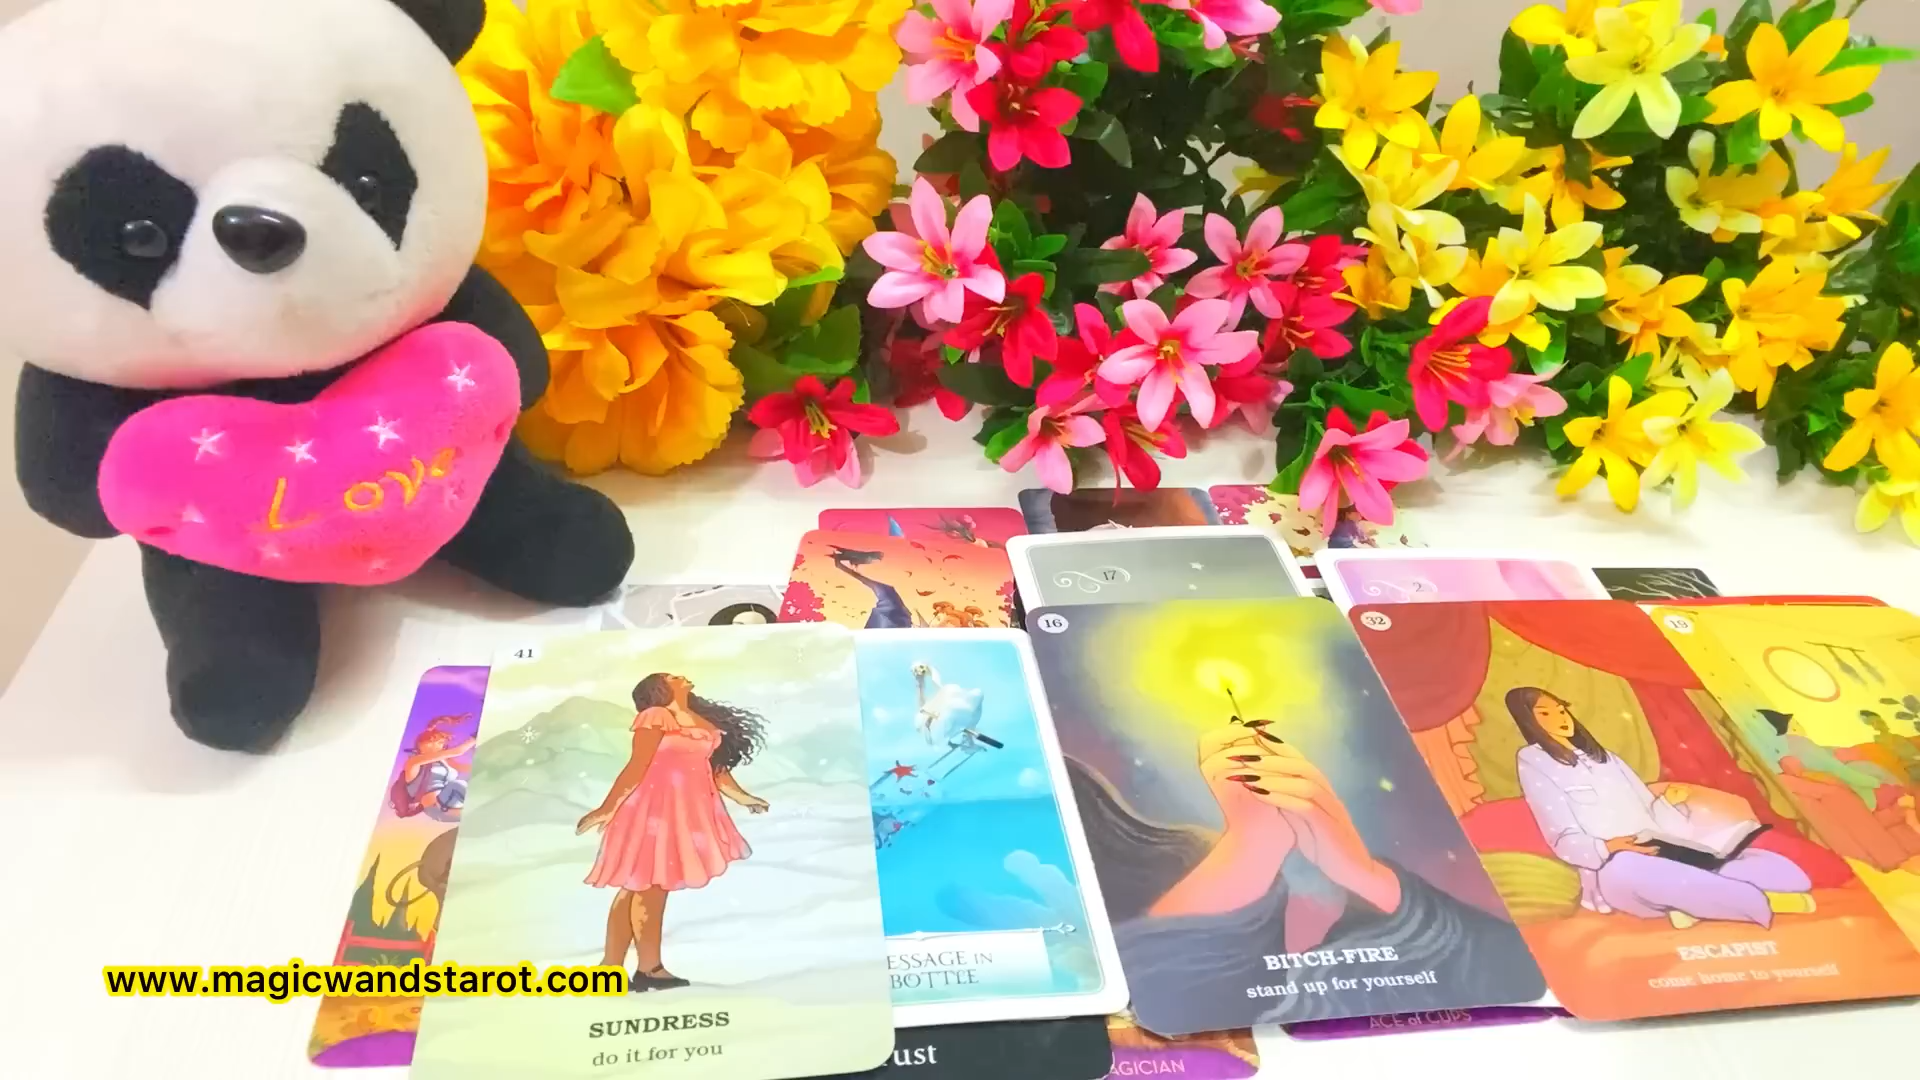 Love
17
2
41
16
32
19
ESSAGE IN
BOTTLE
BITCH-FIRE
stand up for yourself
ESCAPIST
come home to yourself
www.magicwandstarot.com
SUNDRESS
do it for you
ust
AGICIAN
ACE of CUPS